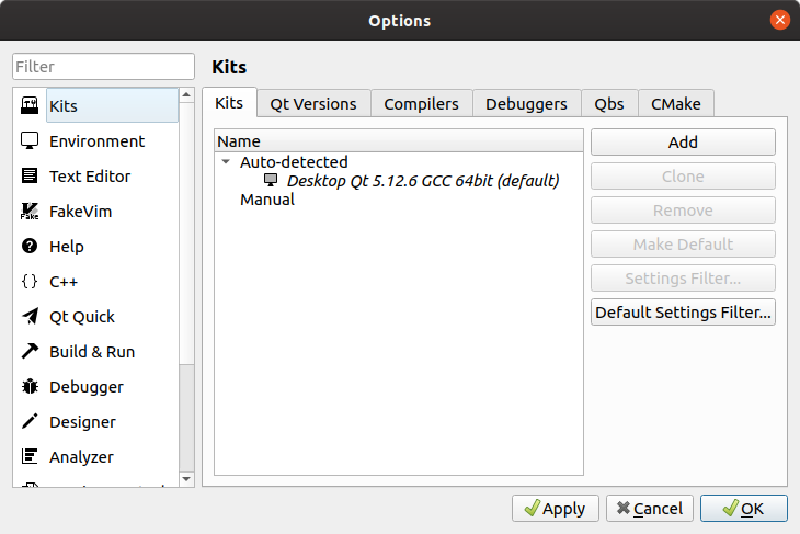 Options
Filter
Kits
Kits
Environment
Text Editor
FakeVim
Help
C++
Qt Quick
Build & Run
Debugger
Designer
Analyzer
Kits
Qt Versions
Compilers
Debuggers
Qbs
CMake
Name
Auto-detected
Desktop Qt 5.12.6 GCC 64bit (default)
Manual
Add
Clone
Remove
Make Default
Settings Filter...
Default Settings Filter...
Apply
Cancel
OK